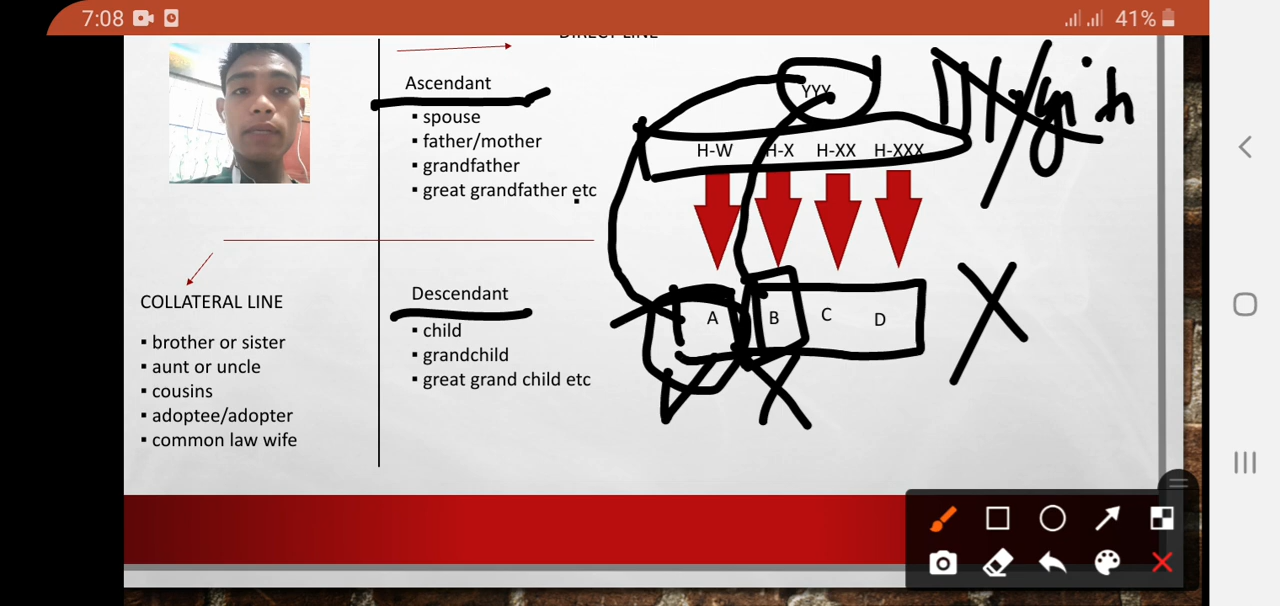 7:08
41%
DIRECT LINE
Ascendant
▪ spouse
▪ father/mother
▪ grandfather
▪ great grandfather etc
YYY
H-W H-X H-XX H-XXX
COLLATERAL LINE
▪ brother or sister
▪ aunt or uncle
▪ cousins
▪ adoptee/adopter
▪ common law wife
Descendant
▪ child
▪ grandchild
▪ great grand child etc
A B C D
X